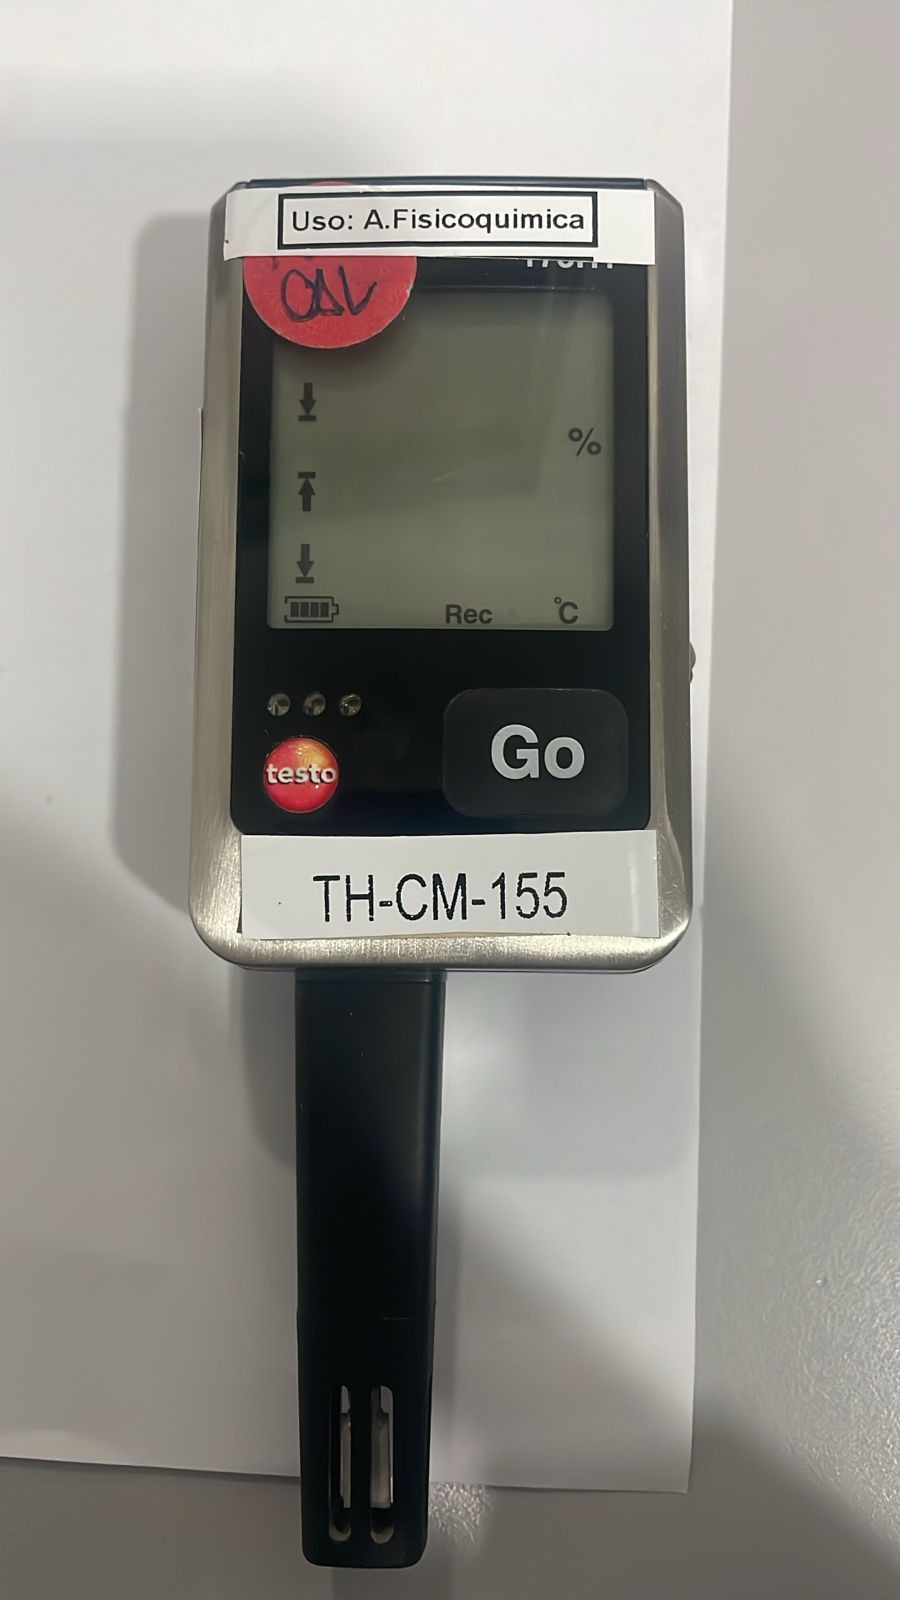 Uso: A.Fisicoquimica
CAL
%
Rec °C
Go
testo
TH-CM-155